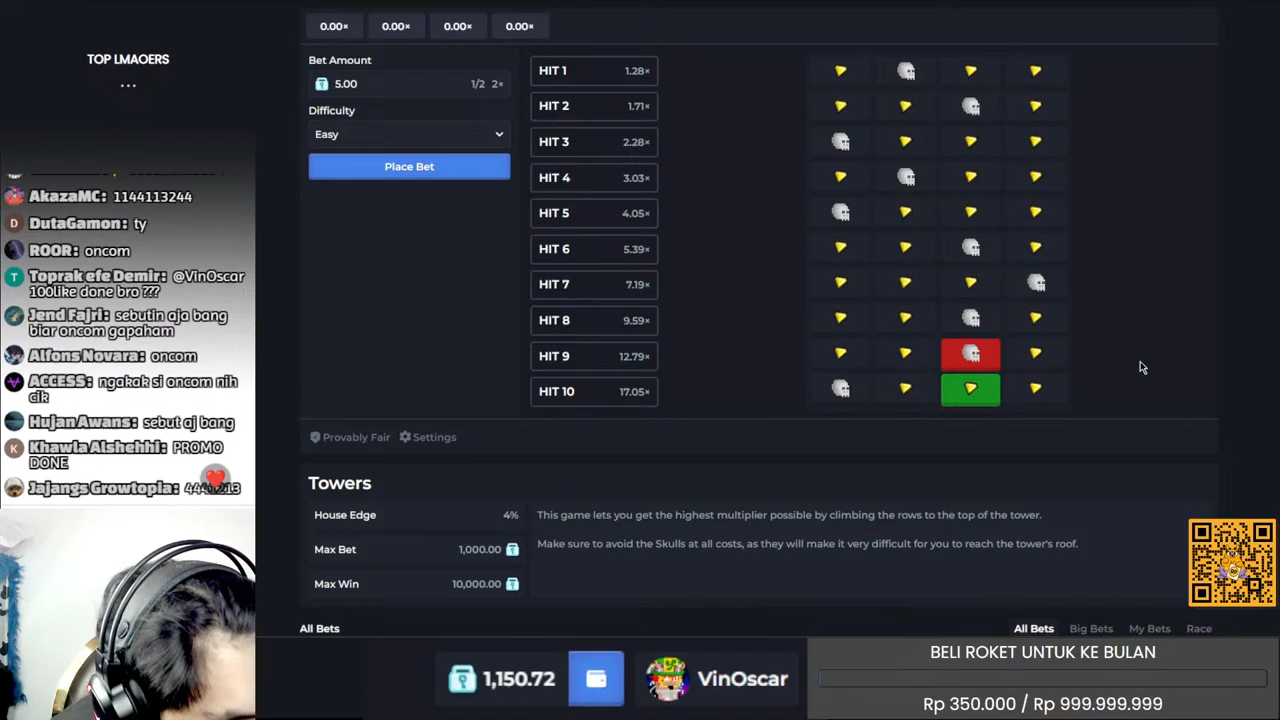 0.00× 0.00× 0.00× 0.00×
TOP LMAOERS
...
AkazaMC: 1144113244
DutaGamon: ty
ROOR: oncom
Toprak efe Demir: @VinOscar
100like done bro ???
Jend Fajri: sebutin aja bang
biar oncom gapaham
Alfons Novara: oncom
ACCESS: ngakak si oncom nih
cik
Hujan Awans: sebut aj bang
Khawla Alshehhi: PROMO
DONE
Jajangs Growtopia:
Bet Amount
5.00 1/2 2×
Difficulty
Easy
Place Bet
HIT 1 1.28×
HIT 2 1.71×
HIT 3 2.28×
HIT 4 3.03×
HIT 5 4.05×
HIT 6 5.39×
HIT 7 7.19×
HIT 8 9.59×
HIT 9 12.79×
HIT 10 17.05×
Provably Fair Settings
Towers
House Edge 4%
Max Bet 1,000.00
Max Win 10,000.00
This game lets you get the highest multiplier possible by climbing the rows to the top of the tower.
Make sure to avoid the Skulls at all costs, as they will make it very difficult for you to reach the tower's roof.
All Bets
All Bets Big Bets My Bets Race
1,150.72
VinOscar
BELI ROKET UNTUK KE BULAN
Rp 350.000 / Rp 999.999.999